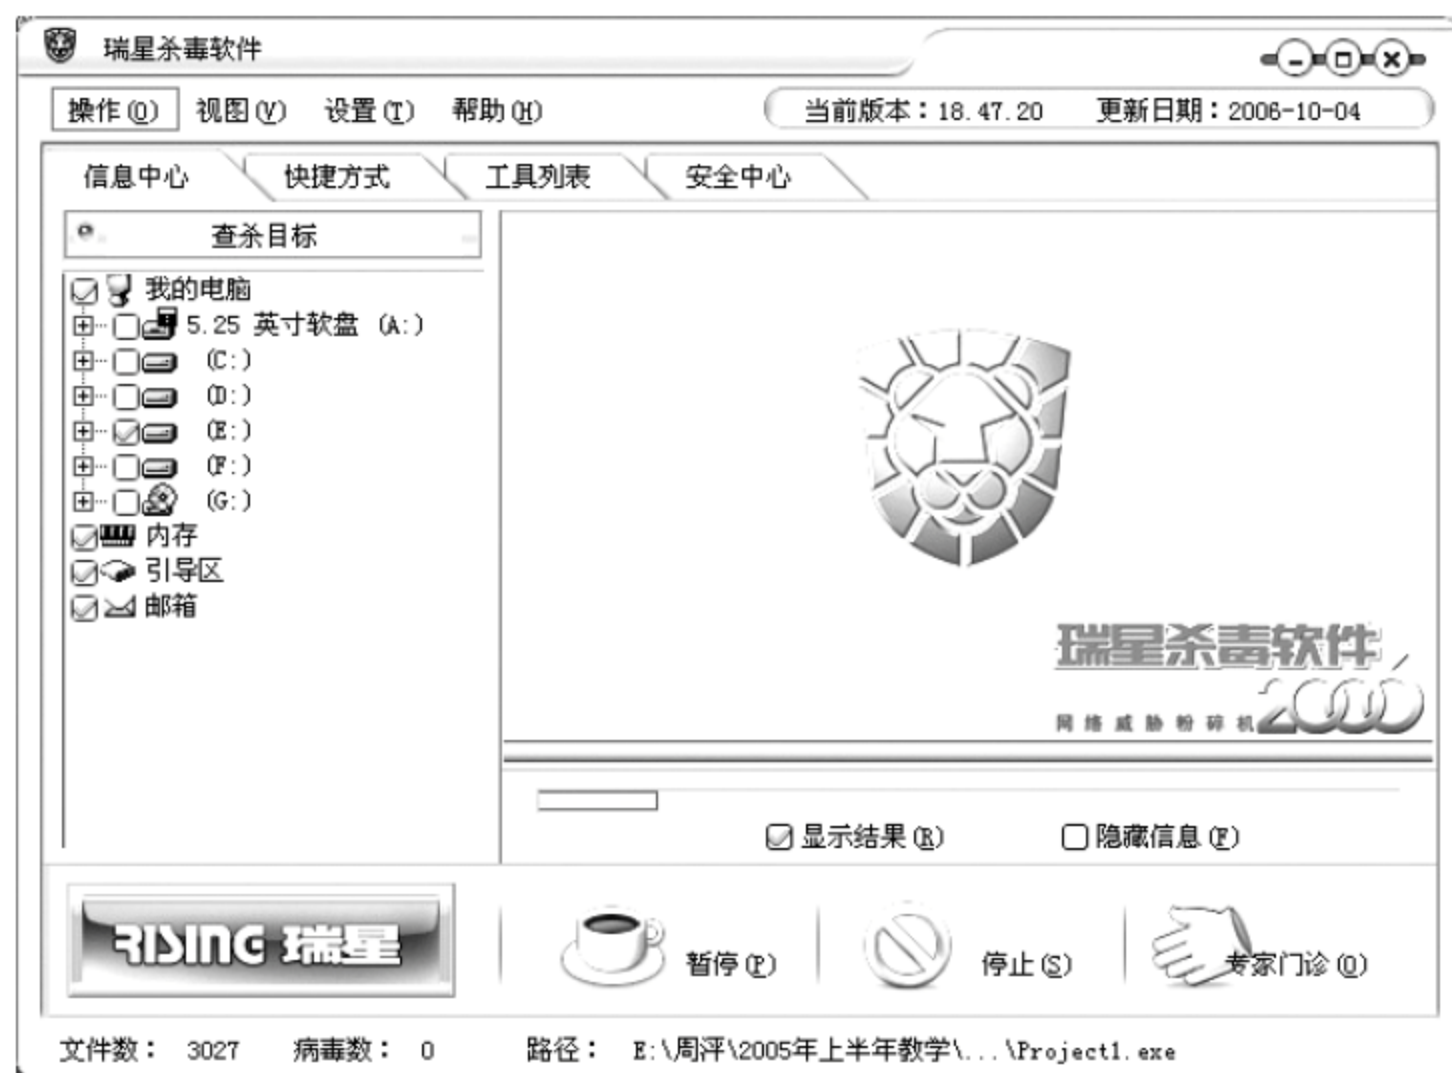 瑞星杀毒软件
操作(O) 视图(V) 设置(T) 帮助(H) 当前版本：18.47.20 更新日期：2006-10-04
信息中心 快捷方式 工具列表 安全中心
查杀目标
我的电脑
5.25 英寸软盘 (A:)
(C:)
(D:)
(E:)
(F:)
(G:)
内存
引导区
邮箱
瑞星杀毒软件
网络威胁粉碎机 2006
显示结果(R) 隐藏信息(F)
RISING 瑞星
暂停(P) 停止(S) 专家门诊(O)
文件数： 3027 病毒数： 0 路径： E:\周泙\2005年上半年教学\...\Project1.exe